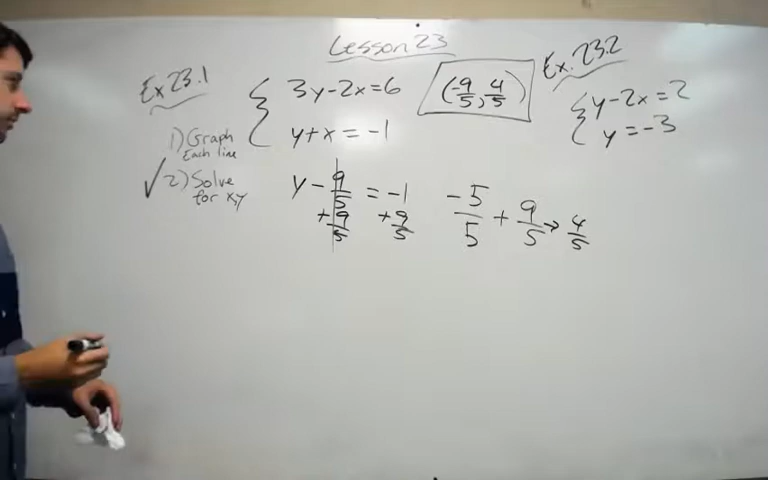 Lesson 23
Ex 23.1
3y-2x=6
y+x=-1
(-9/5, 4/5)
Ex. 23.2
y-2x=2
y=-3
1) Graph
Each line
✓ 2) Solve
for x,y
y - 9/5 = -1
+9/5 +9/5
-5/5 + 9/5 → 4/5